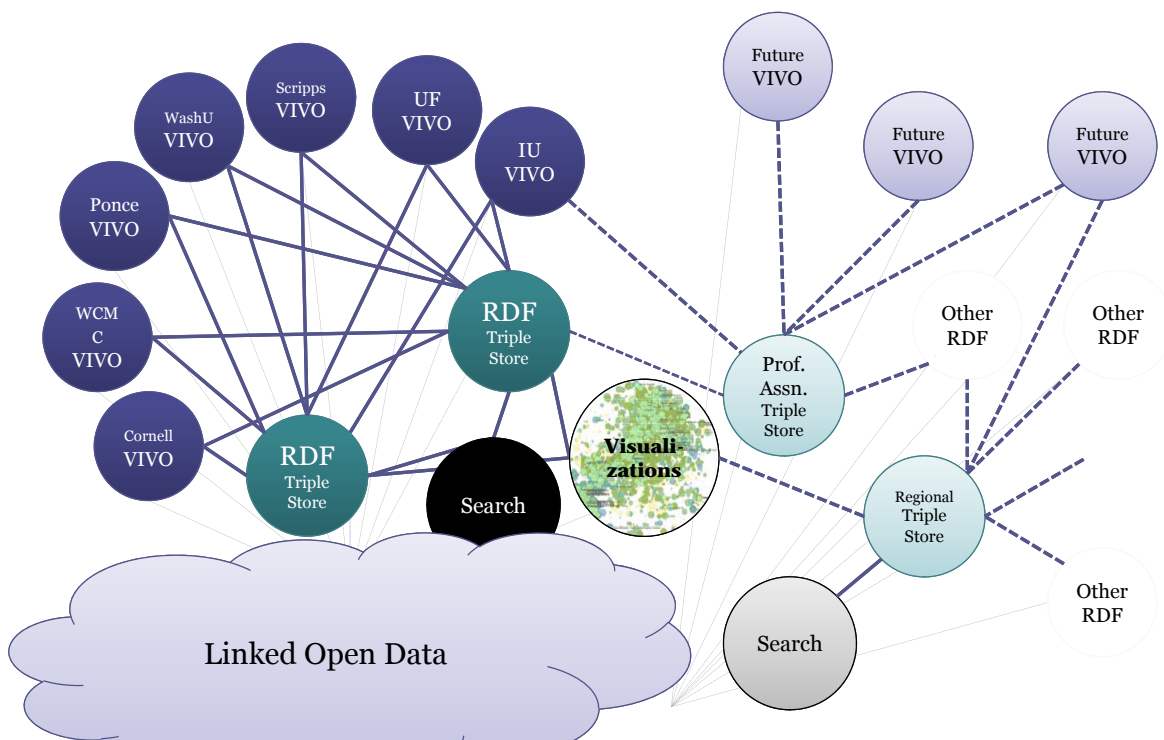 Future
VIVO
Scripps
VIVO
UF
VIVO
WashU
VIVO
IU
VIVO
Future
VIVO
Future
VIVO
Ponce
VIVO
RDF
Triple
Store
WCM
C
VIVO
Other
RDF
Other
RDF
Prof.
Assn.
Triple
Store
Cornell
VIVO
RDF
Triple
Store
Visuali-
zations
Search
Regional
Triple
Store
Other
RDF
Linked Open Data
Search